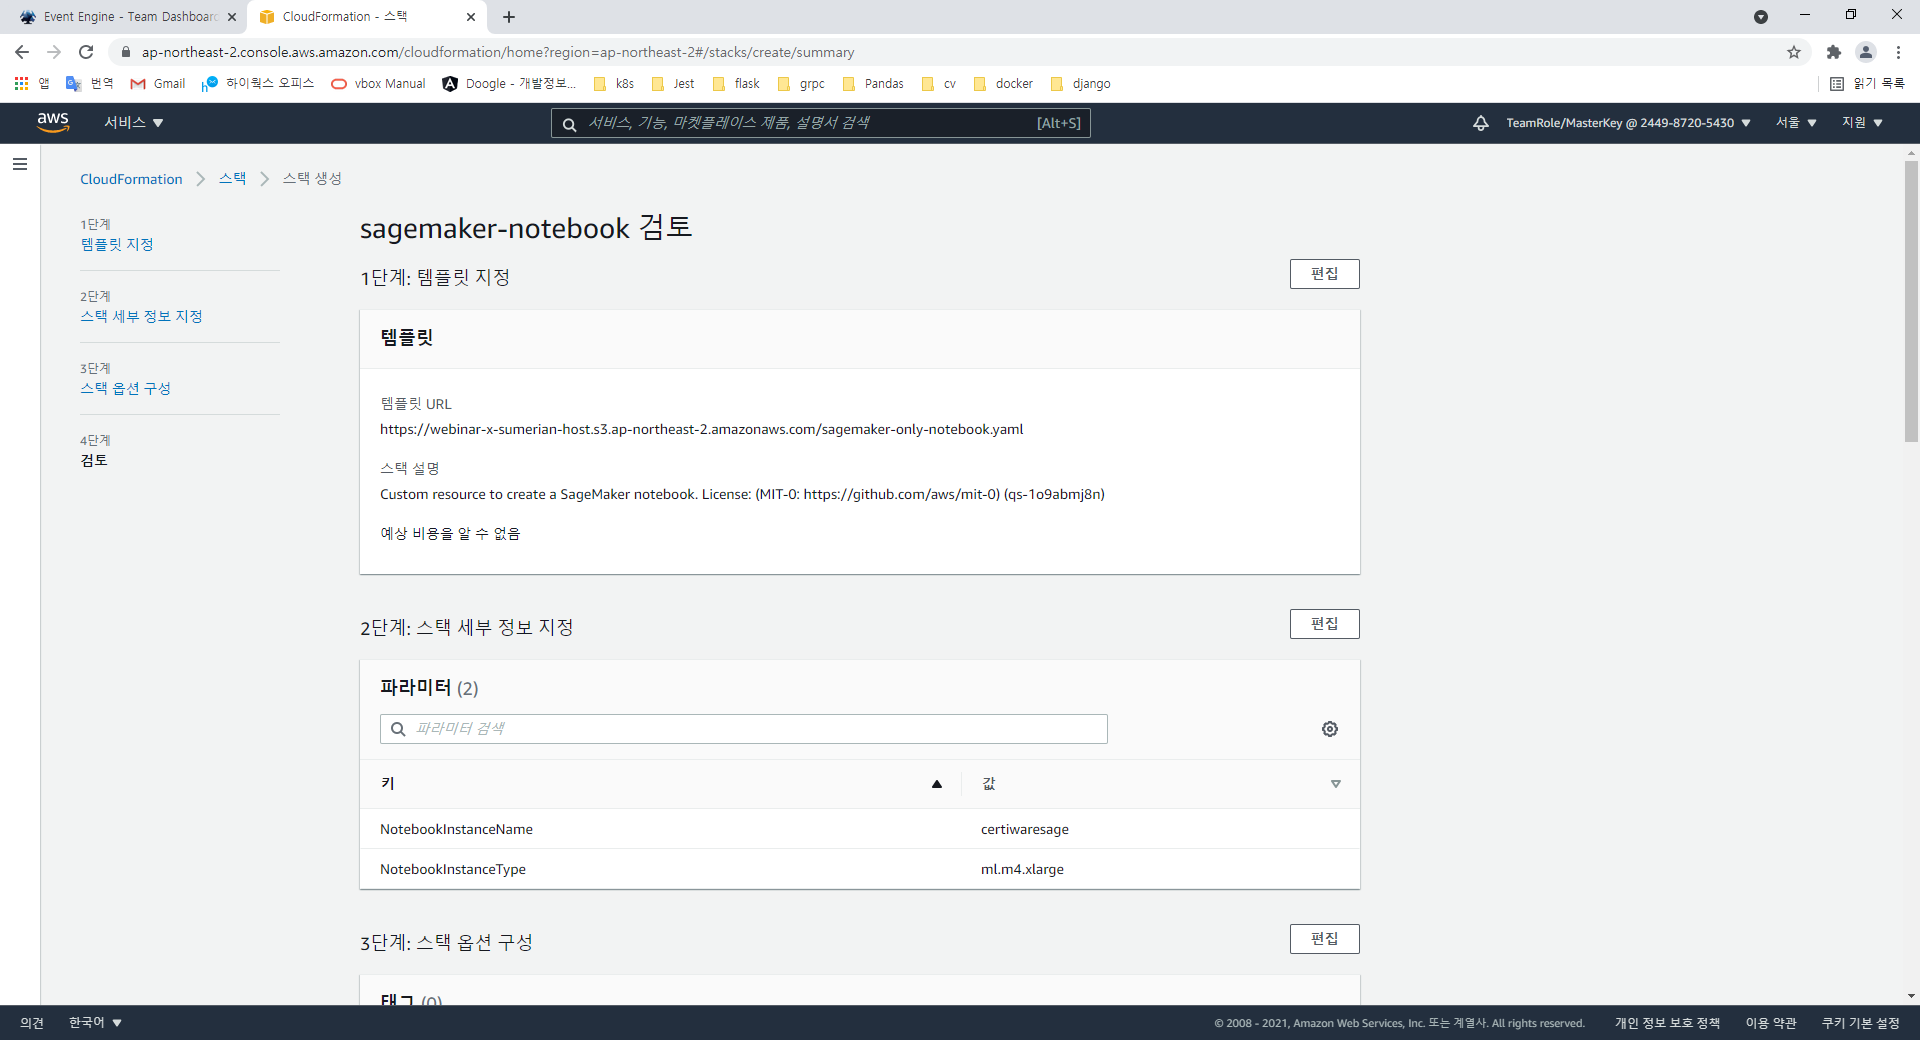 Event Engine - Team Dashboard
CloudFormation - 스택
ap-northeast-2.console.aws.amazon.com/cloudformation/home?region=ap-northeast-2#/stacks/create/summary
앱
번역
Gmail
하이웍스 오피스
vbox Manual
Doogle - 개발정보...
k8s
Jest
flask
grpc
Pandas
cv
docker
django
읽기 목록
aws
서비스
서비스, 기능, 마켓플레이스 제품, 설명서 검색
[Alt+S]
TeamRole/MasterKey @ 2449-8720-5430
서울
지원
CloudFormation
스택
스택 생성
1단계
템플릿 지정
2단계
스택 세부 정보 지정
3단계
스택 옵션 구성
4단계
검토
sagemaker-notebook 검토
1단계: 템플릿 지정
편집
템플릿
템플릿 URL
https://webinar-x-sumerian-host.s3.ap-northeast-2.amazonaws.com/sagemaker-only-notebook.yaml
스택 설명
Custom resource to create a SageMaker notebook. License: (MIT-0: https://github.com/aws/mit-0) (qs-1o9abmj8n)
예상 비용을 알 수 없음
2단계: 스택 세부 정보 지정
편집
파라미터 (2)
파라미터 검색
키
값
NotebookInstanceName
certiwaresage
NotebookInstanceType
ml.m4.xlarge
3단계: 스택 옵션 구성
편집
태그 (0)
의견
한국어
© 2008 - 2021, Amazon Web Services, Inc. 또는 계열사. All rights reserved.
개인 정보 보호 정책
이용 약관
쿠키 기본 설정